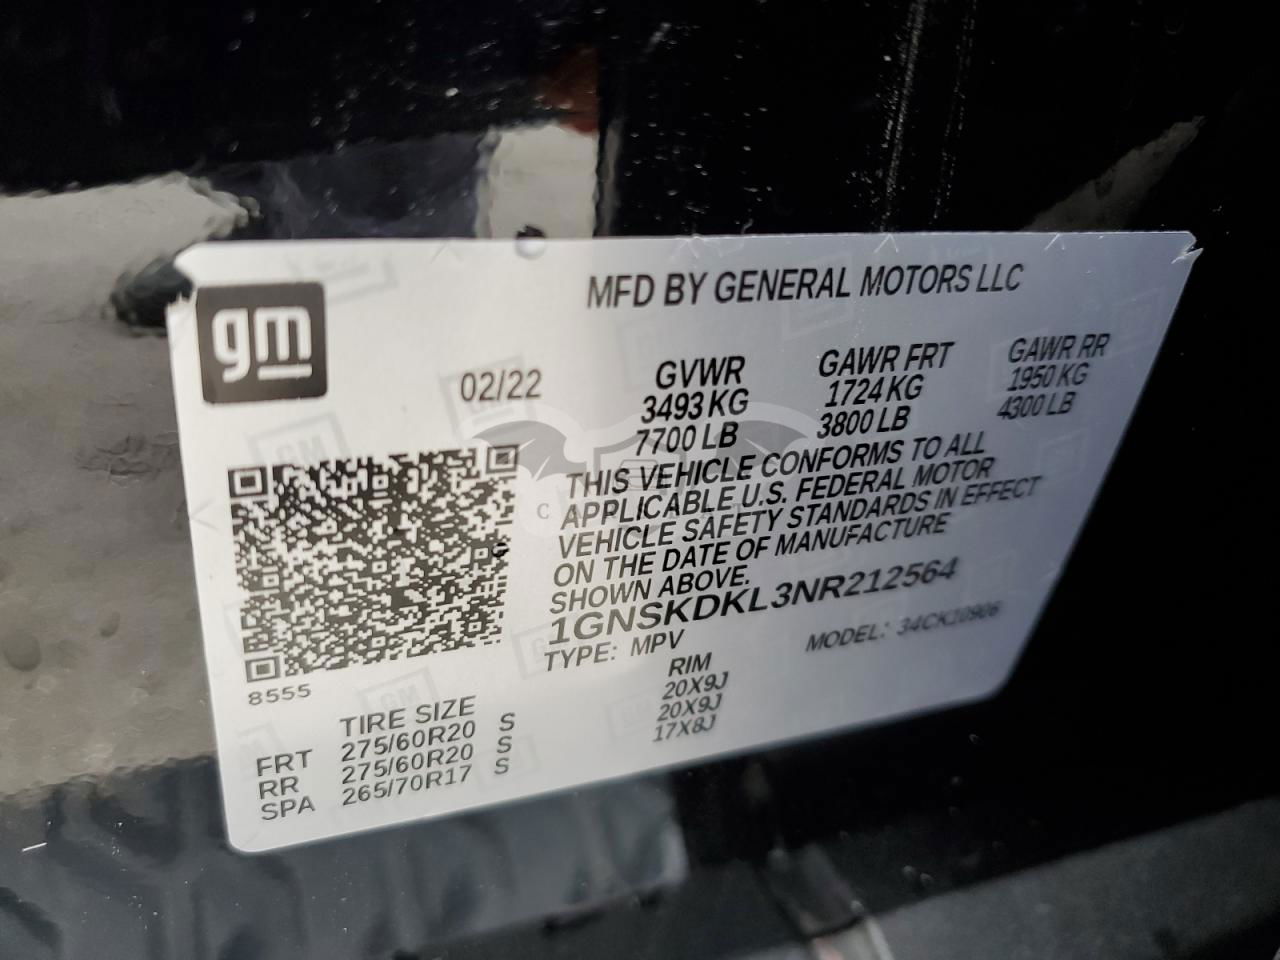 gm
MFD BY GENERAL MOTORS LLC
02/22
GVWR GAWR FRT GAWR RR
3493 KG 1724 KG 1950 KG
7700 LB 3800 LB 4300 LB
THIS VEHICLE CONFORMS TO ALL
APPLICABLE U.S. FEDERAL MOTOR
VEHICLE SAFETY STANDARDS IN EFFECT
ON THE DATE OF MANUFACTURE
SHOWN ABOVE.
1GNSKDKL3NR212564
TYPE: MPV MODEL: 34CK10906
8555
TIRE SIZE RIM
FRT 275/60R20 S 20X9J
RR 275/60R20 S 20X9J
SPA 265/70R17 S 17X8J